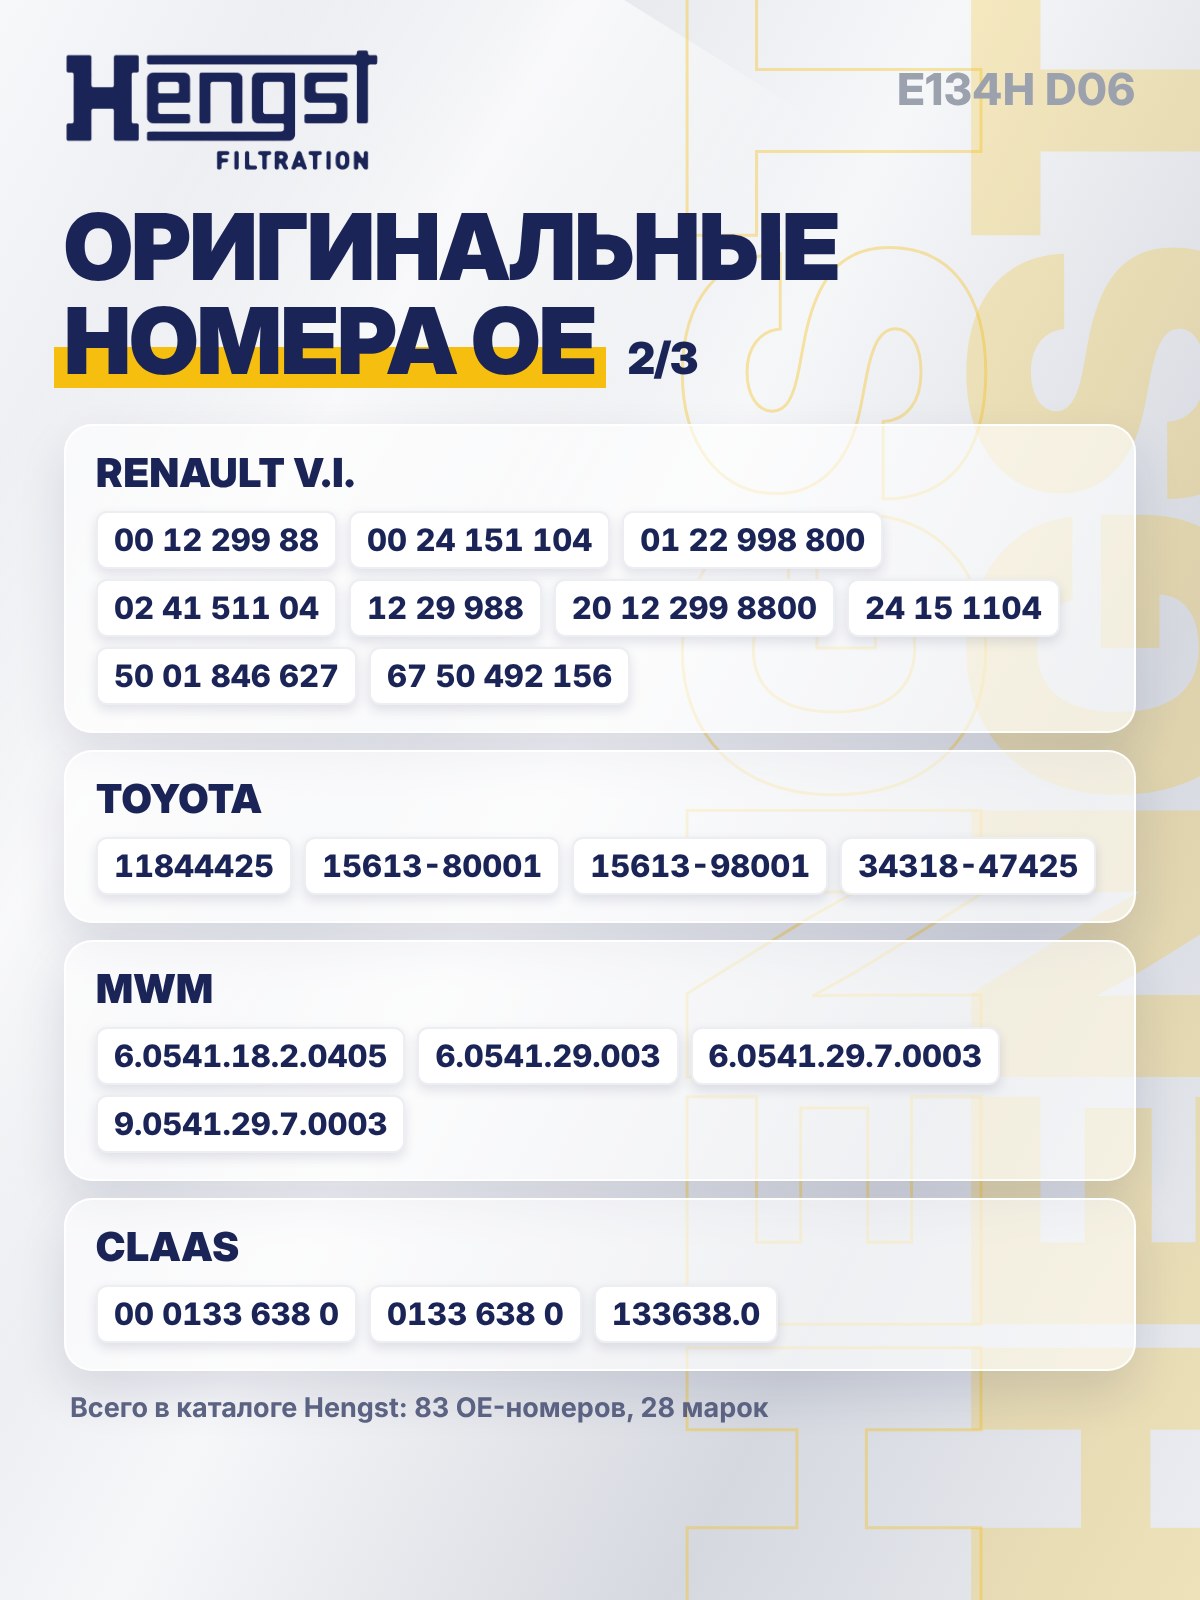 Hengst
FILTRATION
E134H D06
ОРИГИНАЛЬНЫЕ
НОМЕРА OE 2/3
RENAULT V.I.
00 12 299 88 00 24 151 104 01 22 998 800
02 41 511 04 12 29 988 20 12 299 8800 24 15 1104
50 01 846 627 67 50 492 156
TOYOTA
11844425 15613-80001 15613-98001 34318-47425
MWM
6.0541.18.2.0405 6.0541.29.003 6.0541.29.7.0003
9.0541.29.7.0003
CLAAS
00 0133 638 0 0133 638 0 133638.0
Всего в каталоге Hengst: 83 OE-номеров, 28 марок
HENGST
HENGST